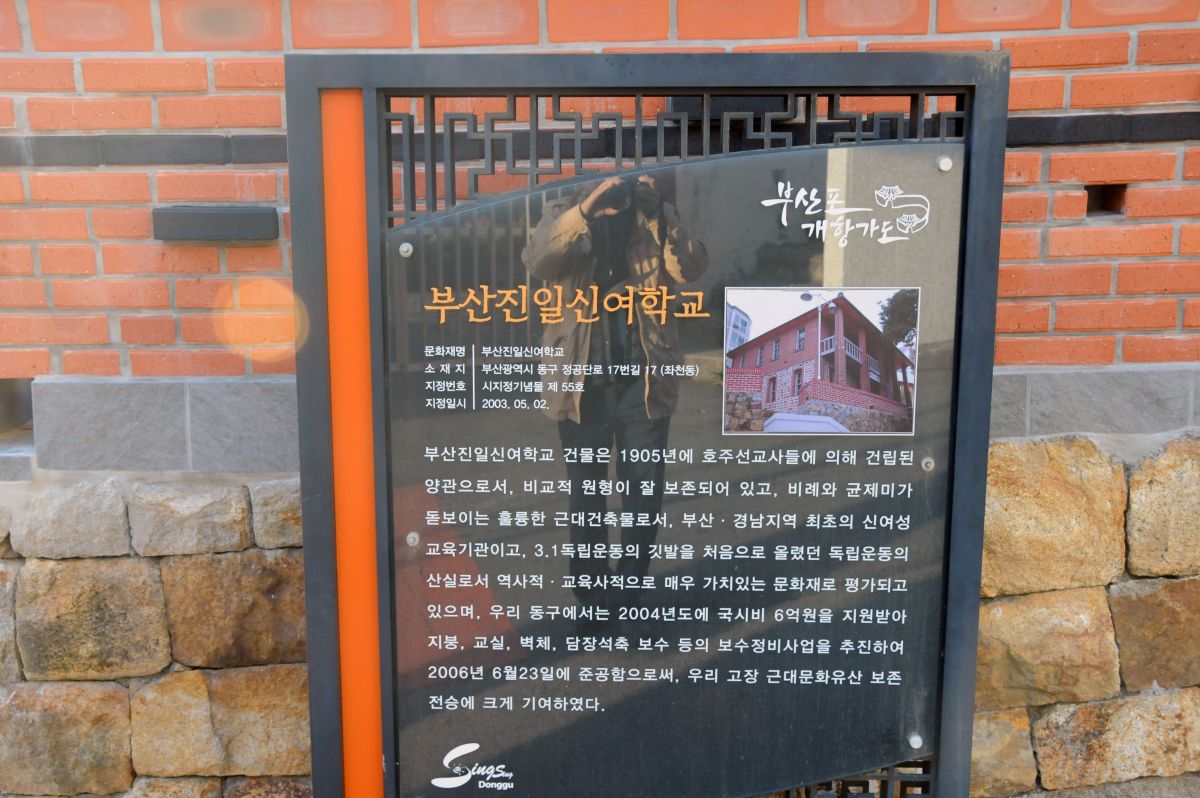 부산포
개항가도
부산진일신여학교
문화재명 부산진일신여학교
소 재 지 부산광역시 동구 정공단로 17번길 17 (좌천동)
지정번호 시지정기념물 제 55호
지정일시 2003. 05. 02.
부산진일신여학교 건물은 1905년에 호주선교사들에 의해 건립된
양관으로서, 비교적 원형이 잘 보존되어 있고, 비례와 균제미가
돋보이는 훌륭한 근대건축물로서, 부산 · 경남지역 최초의 신여성
교육기관이고, 3.1독립운동의 깃발을 처음으로 올렸던 독립운동의
산실로서 역사적 · 교육사적으로 매우 가치있는 문화재로 평가되고
있으며, 우리 동구에서는 2004년도에 국시비 6억원을 지원받아
지붕, 교실, 벽체, 담장석축 보수 등의 보수정비사업을 추진하여
2006년 6월23일에 준공함으로써, 우리 고장 근대문화유산 보존
전승에 크게 기여하였다.
Sing Sing
Donggu